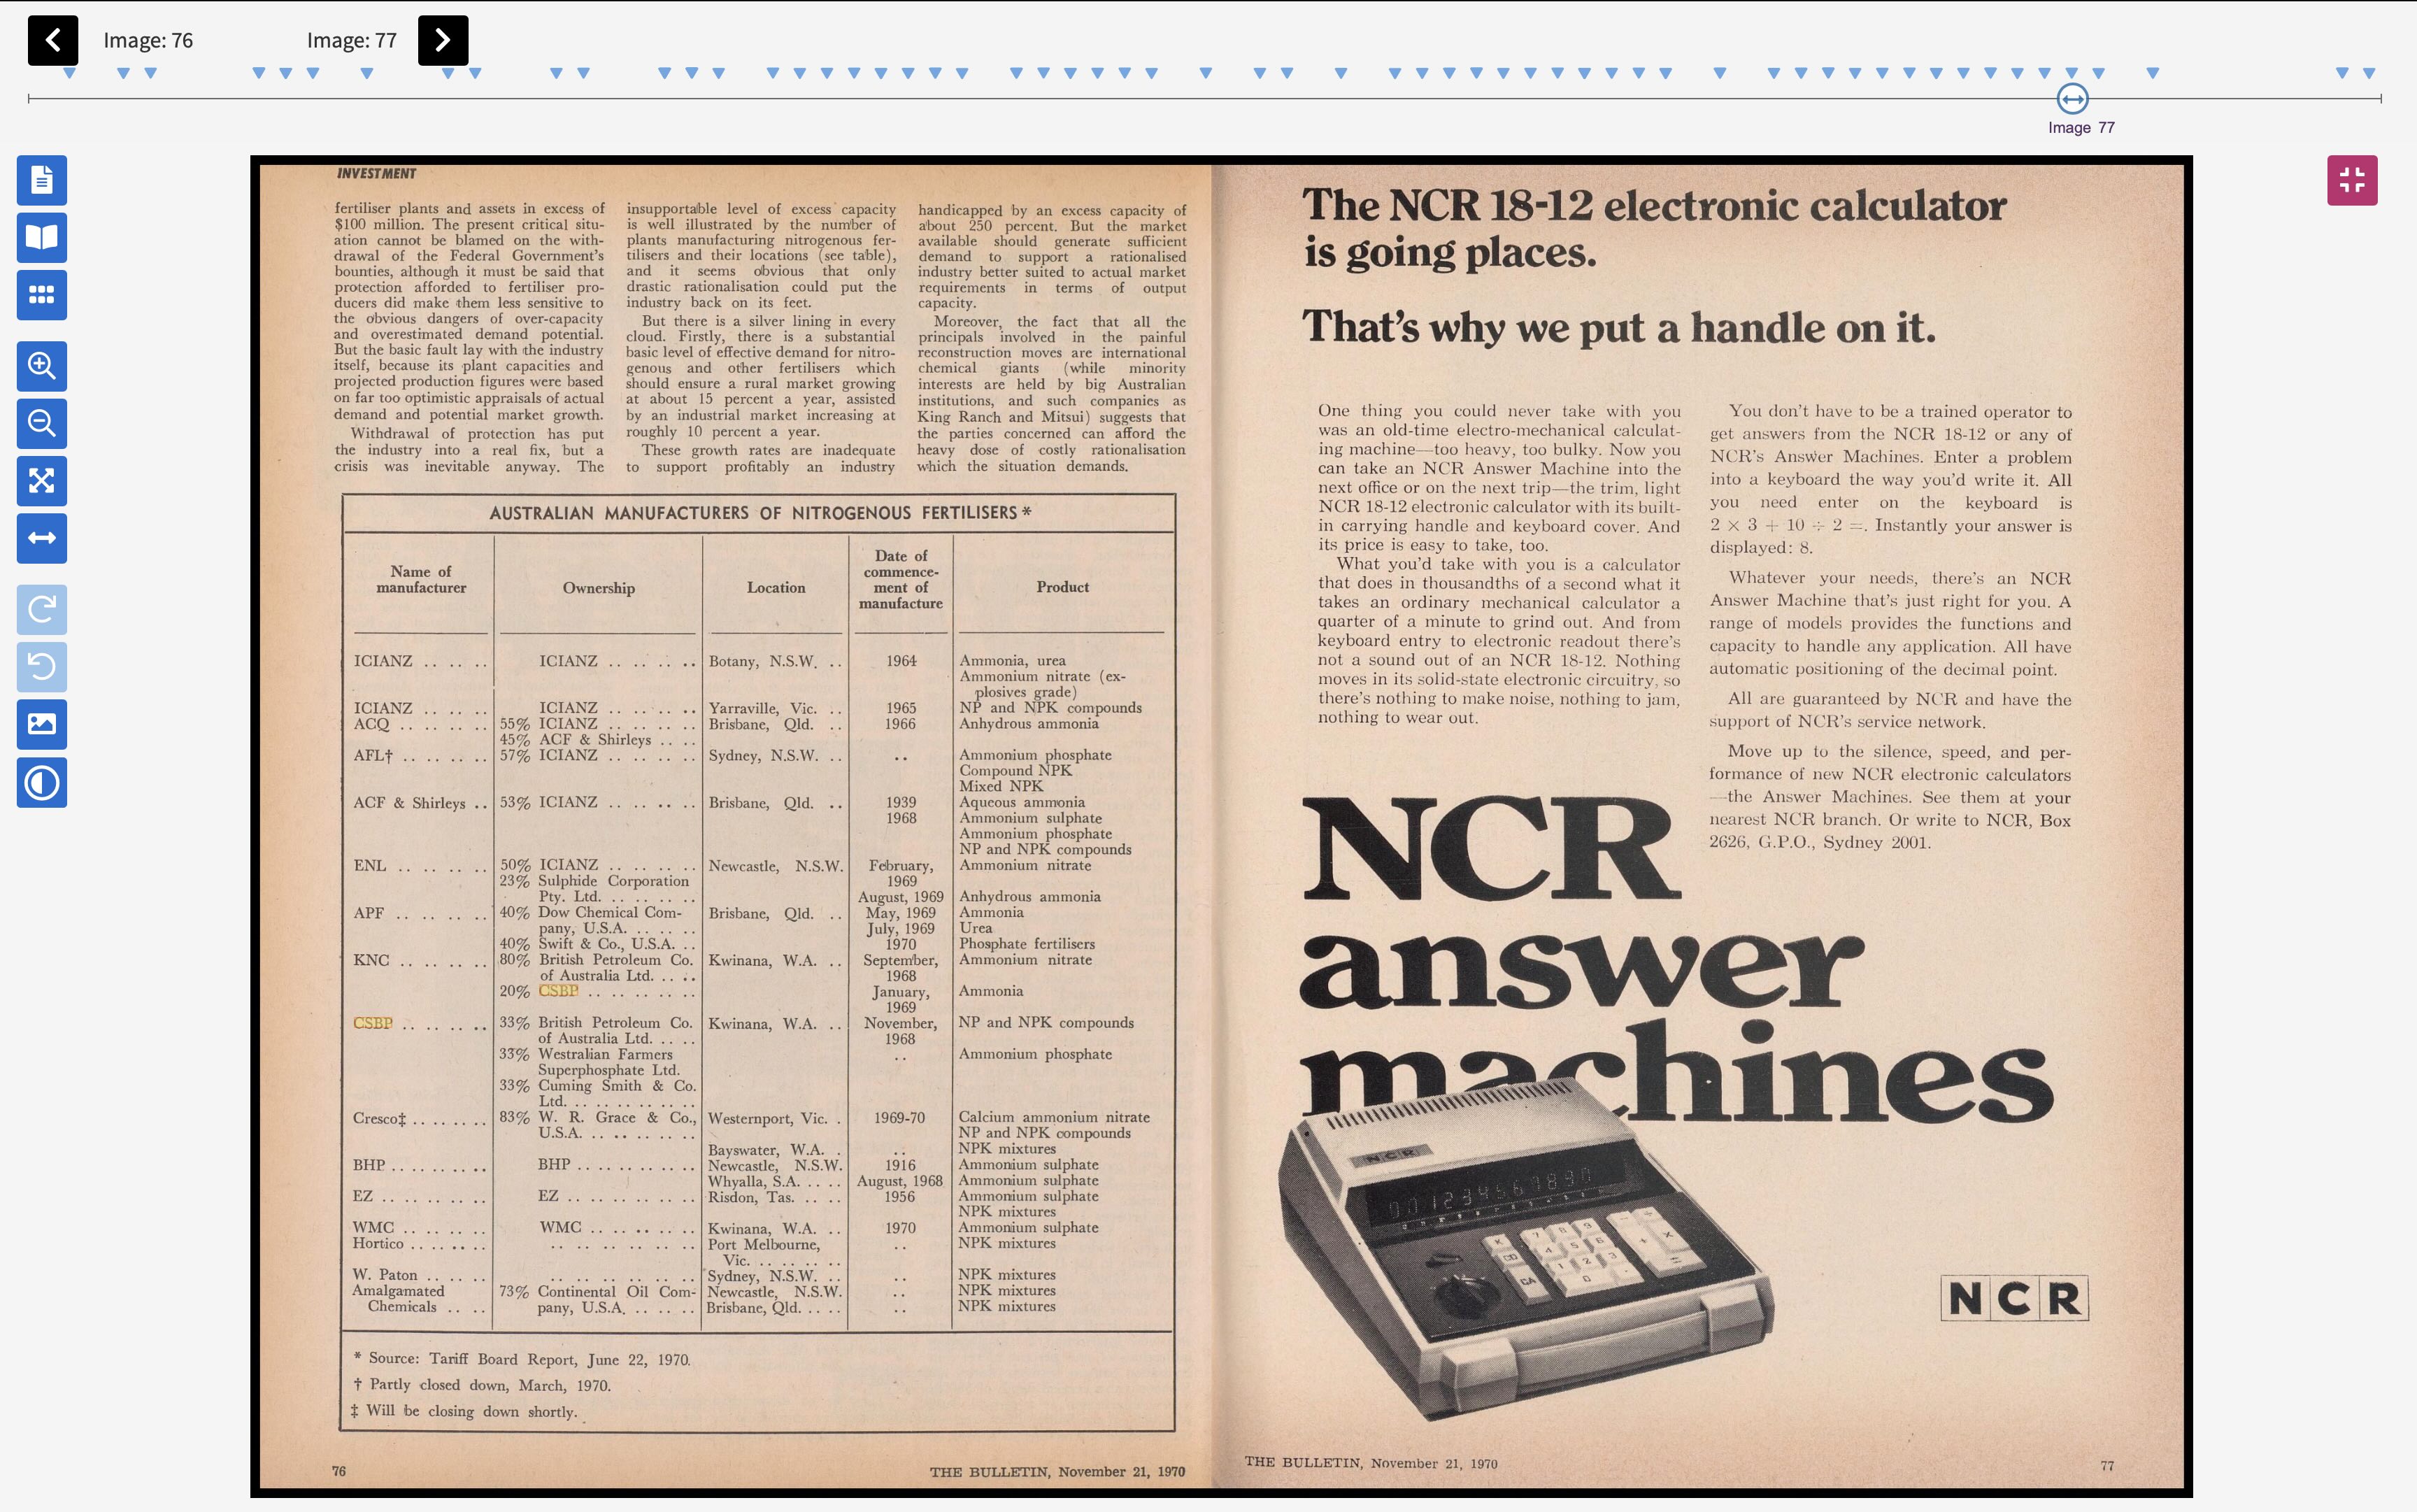 Image: 76
Image: 77
Image 77
INVESTMENT
fertiliser plants and assets in excess of
$100 million. The present critical situ-
ation cannot be blamed on the with-
drawal of the Federal Government's
bounties, although it must be said that
protection afforded to fertiliser pro-
ducers did make them less sensitive to
the obvious dangers of over-capacity
and overestimated demand potential.
But the basic fault lay with the industry
itself, because its plant capacities and
projected production figures were based
on far too optimistic appraisals of actual
demand and potential market growth.
Withdrawal of protection has put
the industry into a real fix, but a
crisis was inevitable anyway. The
insupportable level of excess capacity
is well illustrated by the number of
plants manufacturing nitrogenous fer-
tilisers and their locations (see table),
and it seems obvious that only
drastic rationalisation could put the
industry back on its feet.
But there is a silver lining in every
cloud. Firstly, there is a substantial
basic level of effective demand for nitro-
genous and other fertilisers which
should ensure a rural market growing
at about 15 percent a year, assisted
by an industrial market increasing at
roughly 10 percent a year.
These growth rates are inadequate
to support profitably an industry
handicapped by an excess capacity of
about 250 percent. But the market
available should generate sufficient
demand to support a rationalised
industry better suited to actual market
requirements in terms of output
capacity.
Moreover, the fact that all the
principals involved in the painful
reconstruction moves are international
chemical giants (while minority
interests are held by big Australian
institutions, and such companies as
King Ranch and Mitsui) suggests that
the parties concerned can afford the
heavy dose of costly rationalisation
which the situation demands.
AUSTRALIAN MANUFACTURERS OF NITROGENOUS FERTILISERS *
Name of manufacturer Ownership Location Date of commence-ment of manufacture Product
ICIANZ .. .. .. ICIANZ .. .. .. .. Botany, N.S.W. .. 1964 Ammonia, urea
Ammonium nitrate (ex-
plosives grade)
ICIANZ .. .. .. ICIANZ .. .. .. .. Yarraville, Vic. .. 1965 NP and NPK compounds
ACQ .. .. .. .. 55% ICIANZ .. .. .. .. Brisbane, Qld. .. 1966 Anhydrous ammonia
45% ACF & Shirleys .. ..
AFL† .. .. .. .. 57% ICIANZ .. .. .. .. Sydney, N.S.W. .. .. Ammonium phosphate
Compound NPK
Mixed NPK
ACF & Shirleys .. 53% ICIANZ .. .. .. .. Brisbane, Qld. .. 1939 Aqueous ammonia
1968 Ammonium sulphate
Ammonium phosphate
NP and NPK compounds
ENL .. .. .. .. 50% ICIANZ .. .. .. .. Newcastle, N.S.W. February, Ammonium nitrate
23% Sulphide Corporation 1969
Pty. Ltd. .. .. .. .. August, 1969 Anhydrous ammonia
APF .. .. .. .. 40% Dow Chemical Com- Brisbane, Qld. .. May, 1969 Ammonia
pany, U.S.A. .. .. .. July, 1969 Urea
40% Swift & Co., U.S.A. .. 1970 Phosphate fertilisers
KNC .. .. .. .. 80% British Petroleum Co. Kwinana, W.A. .. September, Ammonium nitrate
of Australia Ltd. .. .. 1968
20% CSBP .. .. .. .. January, Ammonia
1969
CSBP .. .. .. .. 33% British Petroleum Co. Kwinana, W.A. .. November, NP and NPK compounds
of Australia Ltd. .. .. 1968
33% Westralian Farmers .. Ammonium phosphate
Superphosphate Ltd.
33% Cuming Smith & Co.
Ltd. .. .. .. .. .. ..
Cresco‡ .. .. .. .. 83% W. R. Grace & Co., Westernport, Vic. . 1969-70 Calcium ammonium nitrate
U.S.A. .. .. .. .. NP and NPK compounds
Bayswater, W.A. . .. NPK mixtures
BHP .. .. .. .. BHP .. .. .. .. .. Newcastle, N.S.W. 1916 Ammonium sulphate
Whyalla, S.A. .. .. August, 1968 Ammonium sulphate
EZ .. .. .. .. EZ .. .. .. .. .. Risdon, Tas. .. .. 1956 Ammonium sulphate
NPK mixtures
WMC .. .. .. .. WMC .. .. .. .. Kwinana, W.A. .. 1970 Ammonium sulphate
Hortico .. .. .. .. .. .. .. .. .. Port Melbourne, .. NPK mixtures
Vic. .. .. .. ..
W. Paton .. .. .. .. .. .. .. .. Sydney, N.S.W. .. .. NPK mixtures
Amalgamated 73% Continental Oil Com- Newcastle, N.S.W. .. NPK mixtures
Chemicals .. .. pany, U.S.A. .. .. .. Brisbane, Qld. .. .. .. NPK mixtures
* Source: Tariff Board Report, June 22, 1970.
† Partly closed down, March, 1970.
‡ Will be closing down shortly.
76
THE BULLETIN, November 21, 1970
The NCR 18-12 electronic calculator
is going places.
That's why we put a handle on it.
One thing you could never take with you
was an old-time electro-mechanical calculat-
ing machine—too heavy, too bulky. Now you
can take an NCR Answer Machine into the
next office or on the next trip—the trim, light
NCR 18-12 electronic calculator with its built-
in carrying handle and keyboard cover. And
its price is easy to take, too.
What you'd take with you is a calculator
that does in thousandths of a second what it
takes an ordinary mechanical calculator a
quarter of a minute to grind out. And from
keyboard entry to electronic readout there's
not a sound out of an NCR 18-12. Nothing
moves in its solid-state electronic circuitry, so
there's nothing to make noise, nothing to jam,
nothing to wear out.
You don't have to be a trained operator to
get answers from the NCR 18-12 or any of
NCR's Answer Machines. Enter a problem
into a keyboard the way you'd write it. All
you need enter on the keyboard is
2 × 3 + 10 ÷ 2 =. Instantly your answer is
displayed: 8.
Whatever your needs, there's an NCR
Answer Machine that's just right for you. A
range of models provides the functions and
capacity to handle any application. All have
automatic positioning of the decimal point.
All are guaranteed by NCR and have the
support of NCR's service network.
Move up to the silence, speed, and per-
formance of new NCR electronic calculators
—the Answer Machines. See them at your
nearest NCR branch. Or write to NCR, Box
2626, G.P.O., Sydney 2001.
NCR
answer
machines
NCR
001234567890
K 7 8 9
CD 4 5 6 + ×
CA 1 2 3 =
0
NCR
THE BULLETIN, November 21, 1970
77